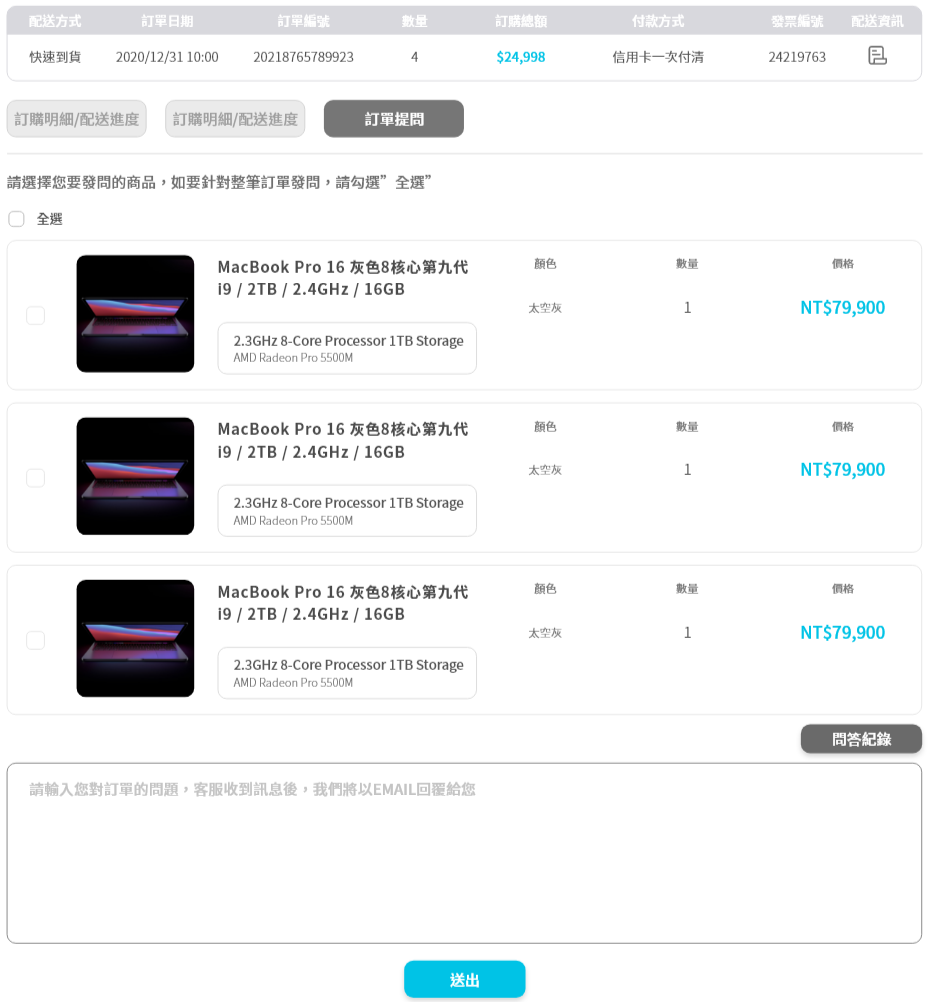 配送方式 訂單日期 訂單編號 數量 訂購總額 付款方式 發票編號 配送資訊
快速到貨 2020/12/31 10:00 20218765789923 4 $24,998 信用卡一次付清 24219763
訂購明細/配送進度 訂購明細/配送進度 訂單提問
請選擇您要發問的商品，如要針對整筆訂單發問，請勾選”全選”
全選
MacBook Pro 16 灰色8核心第九代
i9 / 2TB / 2.4GHz / 16GB
2.3GHz 8-Core Processor 1TB Storage
AMD Radeon Pro 5500M
顏色 數量 價格
太空灰 1 NT$79,900
MacBook Pro 16 灰色8核心第九代
i9 / 2TB / 2.4GHz / 16GB
2.3GHz 8-Core Processor 1TB Storage
AMD Radeon Pro 5500M
顏色 數量 價格
太空灰 1 NT$79,900
MacBook Pro 16 灰色8核心第九代
i9 / 2TB / 2.4GHz / 16GB
2.3GHz 8-Core Processor 1TB Storage
AMD Radeon Pro 5500M
顏色 數量 價格
太空灰 1 NT$79,900
問答紀錄
請輸入您對訂單的問題，客服收到訊息後，我們將以EMAIL回覆給您
送出